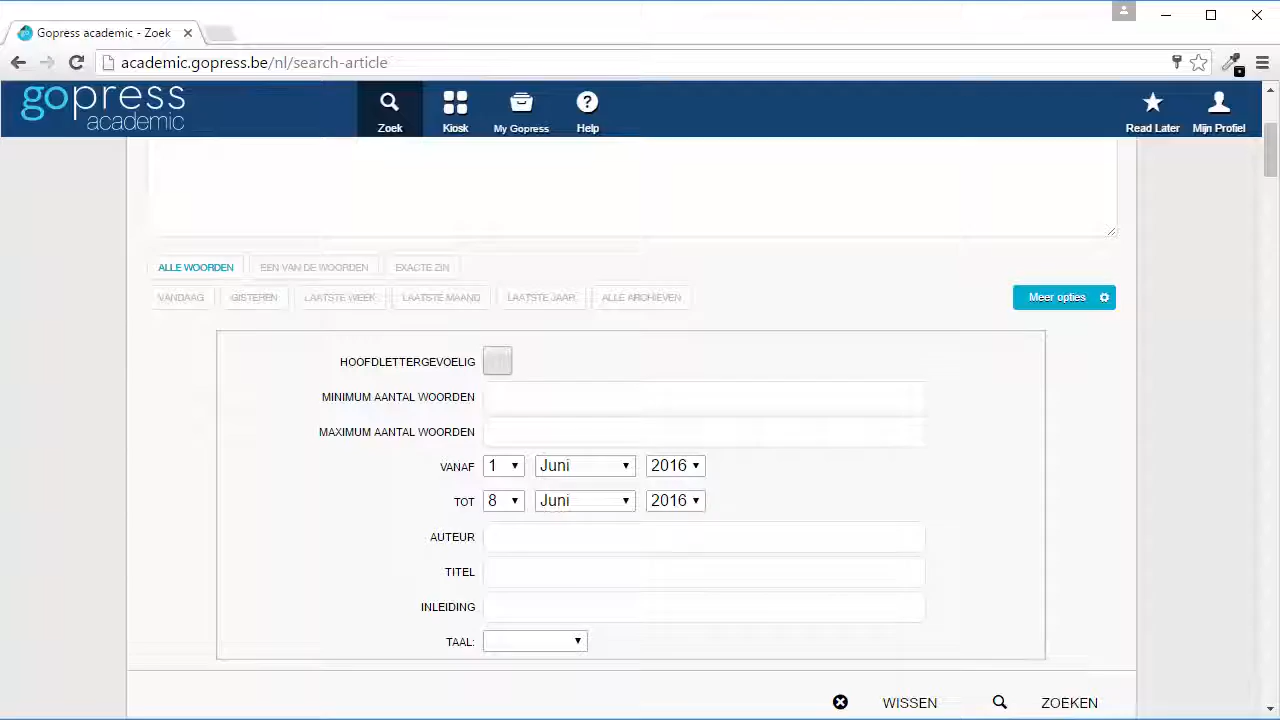 Gopress academic - Zoek
academic.gopress.be/nl/search-article
gopress
academic
Zoek
Kiosk
My Gopress
Help
Read Later
Mijn Profiel
ALLE WOORDEN
EEN VAN DE WOORDEN
EXACTE ZIN
VANDAAG
GISTEREN
LAATSTE WEEK
LAATSTE MAAND
LAATSTE JAAR
ALLE ARCHIEVEN
Meer opties
HOOFDLETTERGEVOELIG
MINIMUM AANTAL WOORDEN
MAXIMUM AANTAL WOORDEN
VANAF 1 Juni 2016
TOT 8 Juni 2016
AUTEUR
TITEL
INLEIDING
TAAL:
WISSEN
ZOEKEN